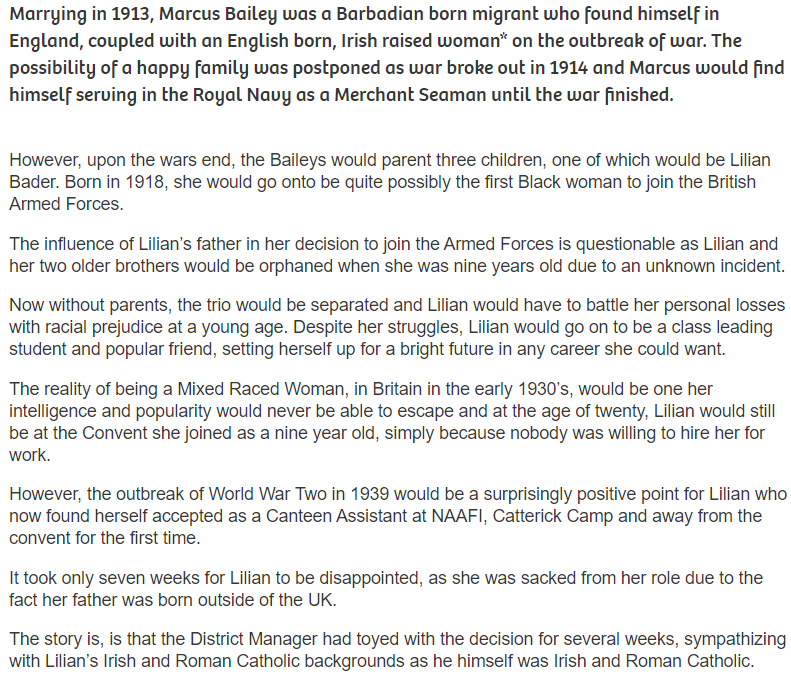 Marrying in 1913, Marcus Bailey was a Barbadian born migrant who found himself in
England, coupled with an English born, Irish raised woman* on the outbreak of war. The
possibility of a happy family was postponed as war broke out in 1914 and Marcus would find
himself serving in the Royal Navy as a Merchant Seaman until the war finished.
However, upon the wars end, the Baileys would parent three children, one of which would be Lilian
Bader. Born in 1918, she would go onto be quite possibly the first Black woman to join the British
Armed Forces.
The influence of Lilian's father in her decision to join the Armed Forces is questionable as Lilian and
her two older brothers would be orphaned when she was nine years old due to an unknown incident.
Now without parents, the trio would be separated and Lilian would have to battle her personal losses
with racial prejudice at a young age. Despite her struggles, Lilian would go on to be a class leading
student and popular friend, setting herself up for a bright future in any career she could want.
The reality of being a Mixed Raced Woman, in Britain in the early 1930's, would be one her
intelligence and popularity would never be able to escape and at the age of twenty, Lilian would still
be at the Convent she joined as a nine year old, simply because nobody was willing to hire her for
work.
However, the outbreak of World War Two in 1939 would be a surprisingly positive point for Lilian who
now found herself accepted as a Canteen Assistant at NAAFI, Catterick Camp and away from the
convent for the first time.
It took only seven weeks for Lilian to be disappointed, as she was sacked from her role due to the
fact her father was born outside of the UK.
The story is, is that the District Manager had toyed with the decision for several weeks, sympathizing
with Lilian's Irish and Roman Catholic backgrounds as he himself was Irish and Roman Catholic.